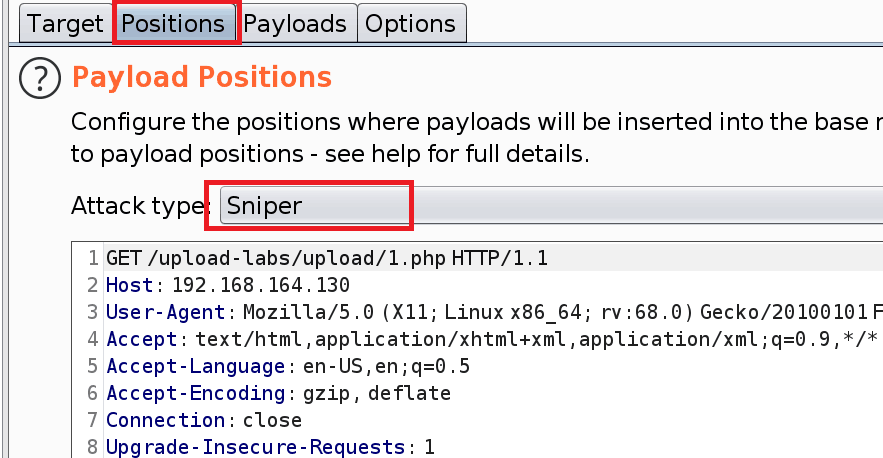 Target Positions Payloads Options
? Payload Positions
Configure the positions where payloads will be inserted into the base
to payload positions - see help for full details.
Attack type: Sniper
1 GET /upload-labs/upload/1.php HTTP/1.1
2 Host: 192.168.164.130
3 User-Agent: Mozilla/5.0 (X11; Linux x86_64; rv:68.0) Gecko/20100101 F
4 Accept: text/html,application/xhtml+xml,application/xml;q=0.9,*/*
5 Accept-Language: en-US,en;q=0.5
6 Accept-Encoding: gzip, deflate
7 Connection: close
8 Upgrade-Insecure-Requests: 1